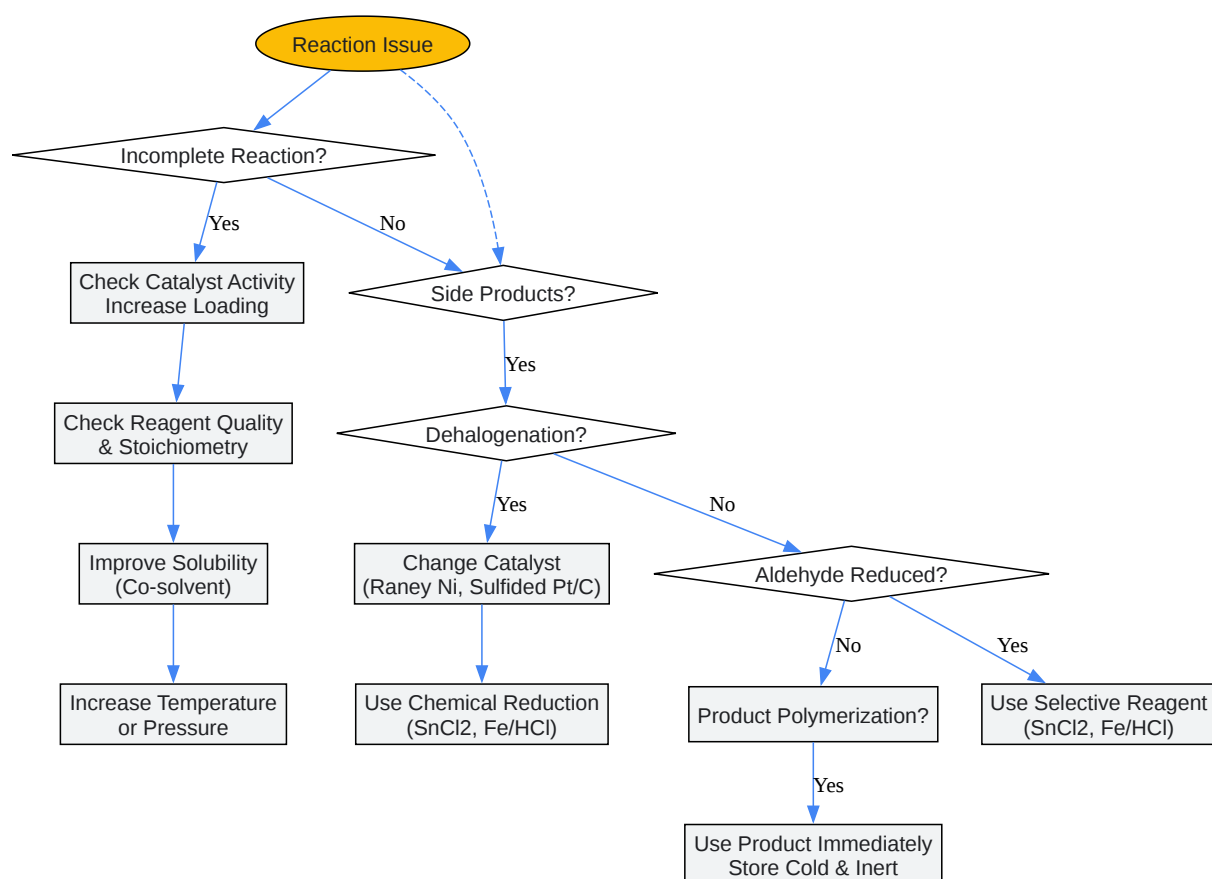 Reaction Issue
Incomplete Reaction?
Yes
No
Check Catalyst Activity
Increase Loading
Side Products?
Yes
Check Reagent Quality
& Stoichiometry
Dehalogenation?
Yes
No
Improve Solubility
(Co-solvent)
Change Catalyst
(Raney Ni, Sulfided Pt/C)
Aldehyde Reduced?
No
Yes
Increase Temperature
or Pressure
Use Chemical Reduction
(SnCl2, Fe/HCl)
Product Polymerization?
Use Selective Reagent
(SnCl2, Fe/HCl)
Yes
Use Product Immediately
Store Cold & Inert